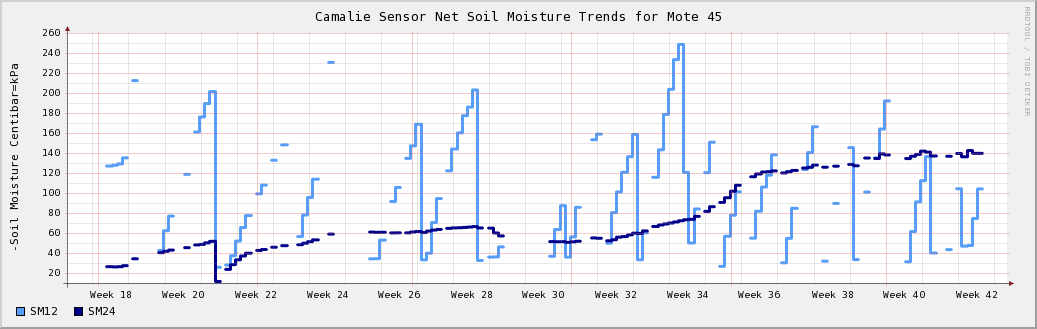 Camalie Sensor Net Soil Moisture Trends for Mote 45
RRDTOOL / TOBI OETIKER
~Soil Moisture Centibar=kPa
260
240
220
200
180
160
140
120
100
80
60
40
20
Week 18 Week 20 Week 22 Week 24 Week 26 Week 28 Week 30 Week 32 Week 34 Week 36 Week 38 Week 40 Week 42
SM12 SM24